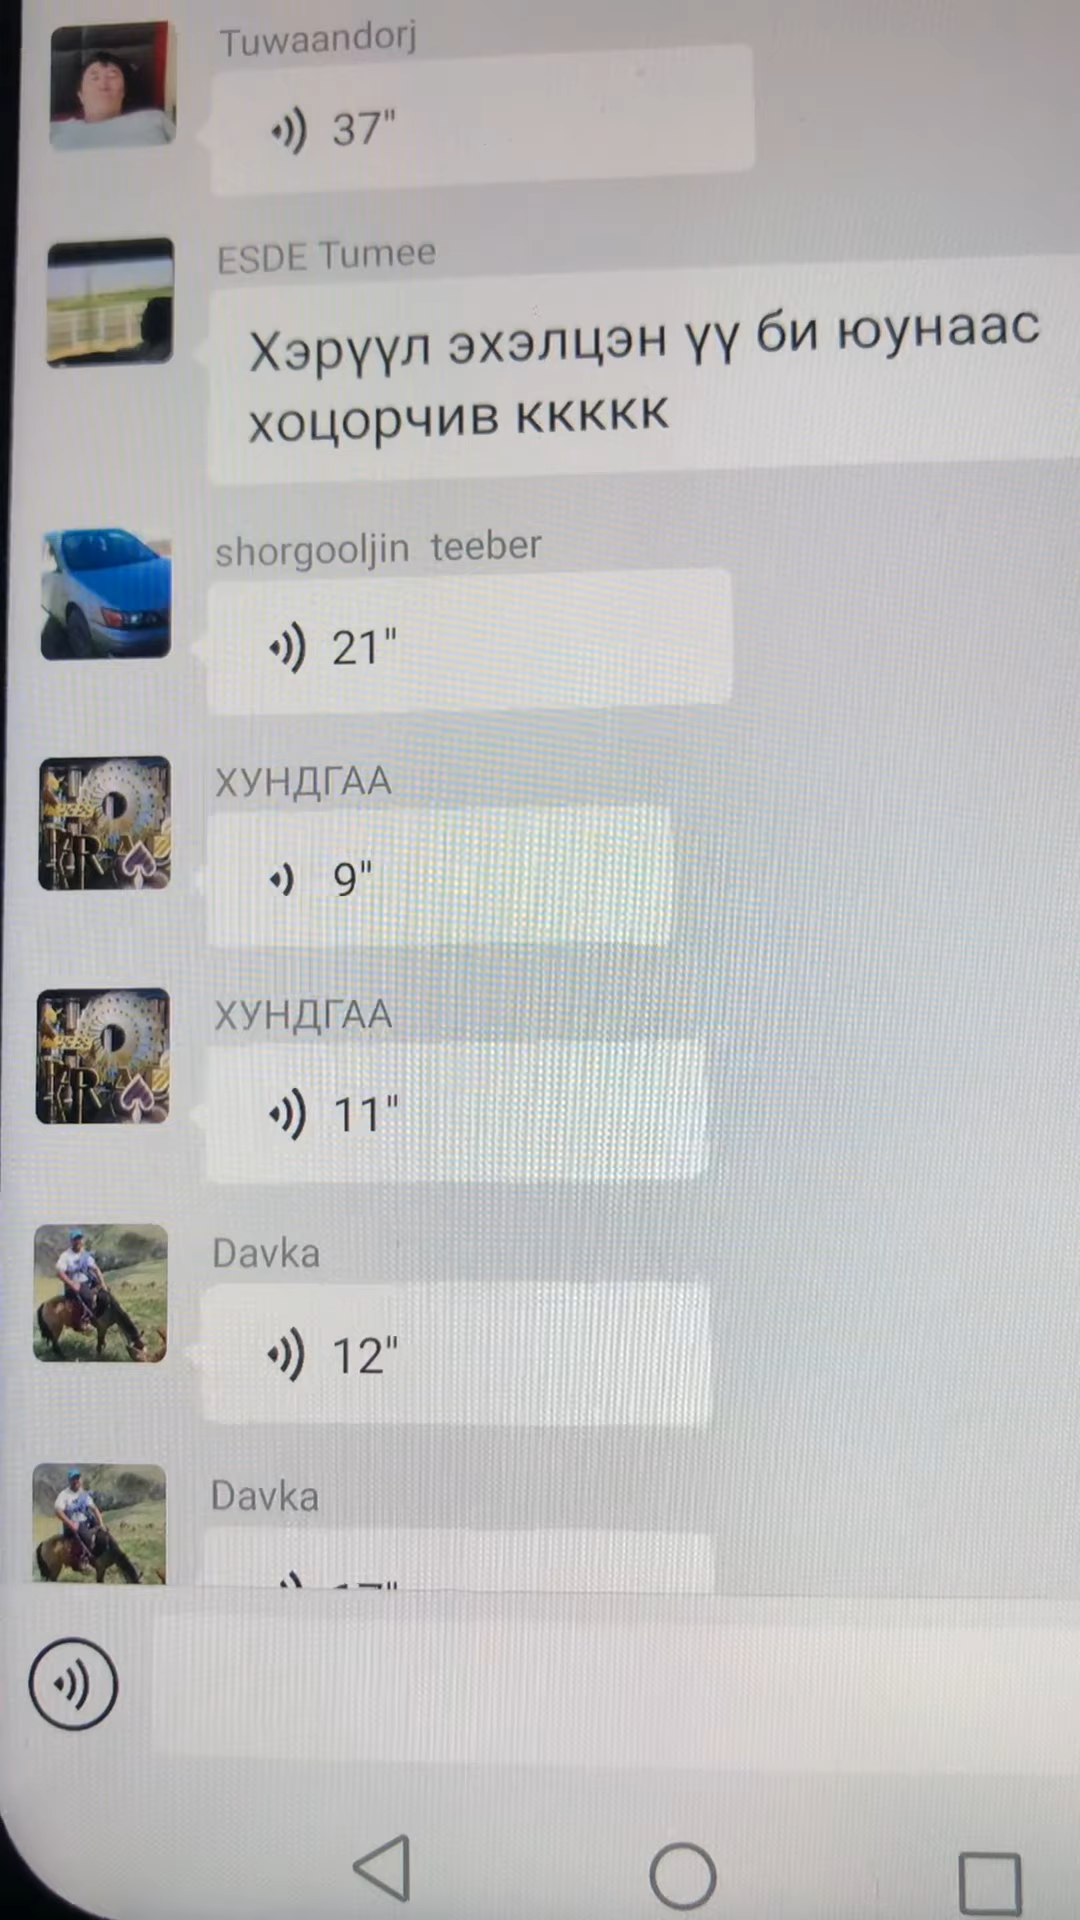 Tuwaandorj
37"
ESDE Tumee
Хэрүүл эхэлцэн үү би юунаас
хоцорчив ккккк
shorgooljin teeber
21"
ХУНДГАА
9"
ХУНДГАА
11"
Davka
12"
Davka